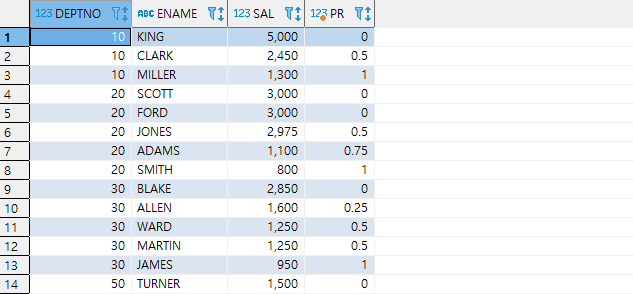 123 DEPTNO ABC ENAME 123 SAL 123 PR
1 10 KING 5,000 0
2 10 CLARK 2,450 0.5
3 10 MILLER 1,300 1
4 20 SCOTT 3,000 0
5 20 FORD 3,000 0
6 20 JONES 2,975 0.5
7 20 ADAMS 1,100 0.75
8 20 SMITH 800 1
9 30 BLAKE 2,850 0
10 30 ALLEN 1,600 0.25
11 30 WARD 1,250 0.5
12 30 MARTIN 1,250 0.5
13 30 JAMES 950 1
14 50 TURNER 1,500 0